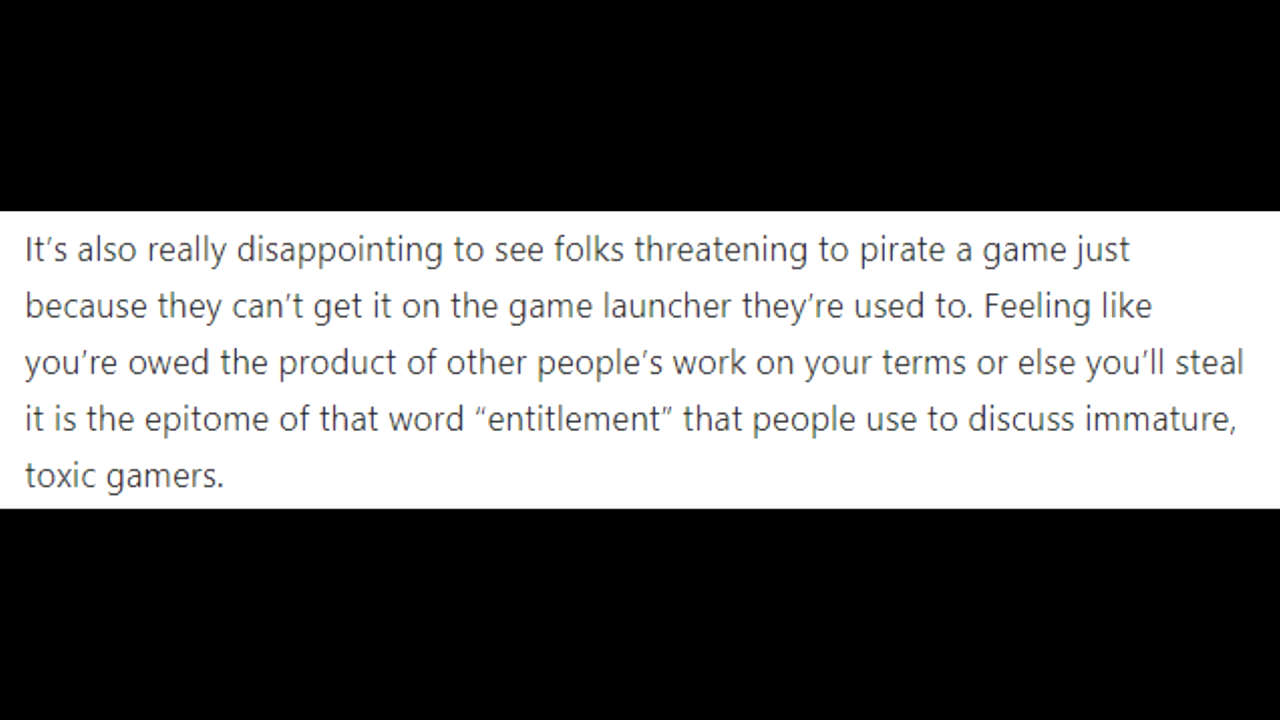 It’s also really disappointing to see folks threatening to pirate a game just
because they can’t get it on the game launcher they’re used to. Feeling like
you’re owed the product of other people’s work on your terms or else you’ll steal
it is the epitome of that word “entitlement” that people use to discuss immature,
toxic gamers.